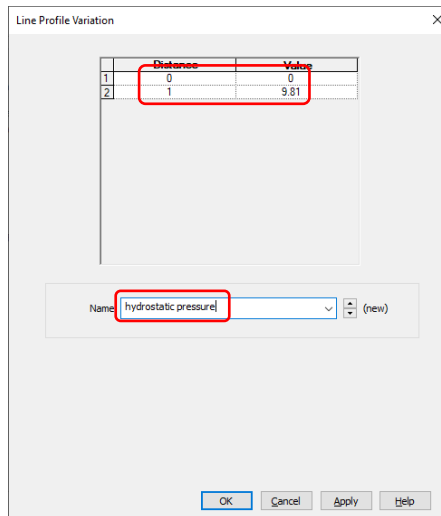 Line Profile Variation
Distance Value
1 0 0
2 1 9.81
Name hydrostatic pressure (new)
OK Cancel Apply Help